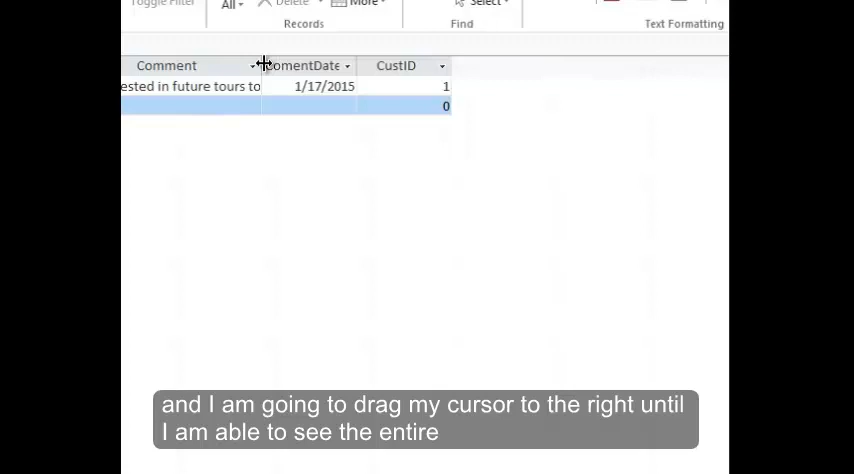 Toggle Filter
All
Delete
More
Select
Records
Find
Text Formatting
Comment
omentDate
CustID
ested in future tours to
1/17/2015
1
0
and I am going to drag my cursor to the right until
I am able to see the entire